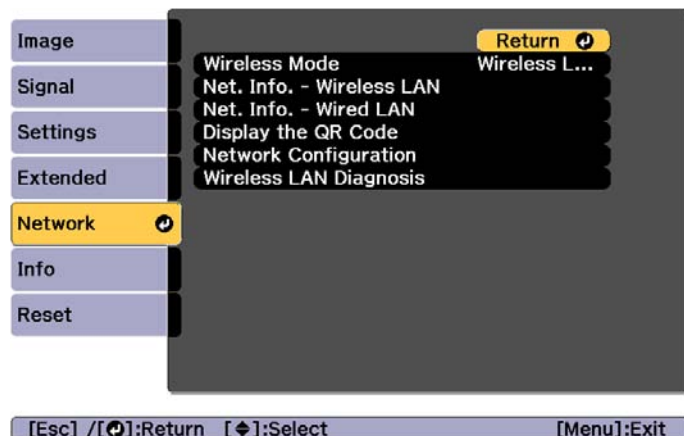 Image
Signal
Settings
Extended
Network
Info
Reset
Return
Wireless Mode Wireless L...
Net. Info. - Wireless LAN
Net. Info. - Wired LAN
Display the QR Code
Network Configuration
Wireless LAN Diagnosis
[Esc] /[⏎]:Return [◆]:Select [Menu]:Exit